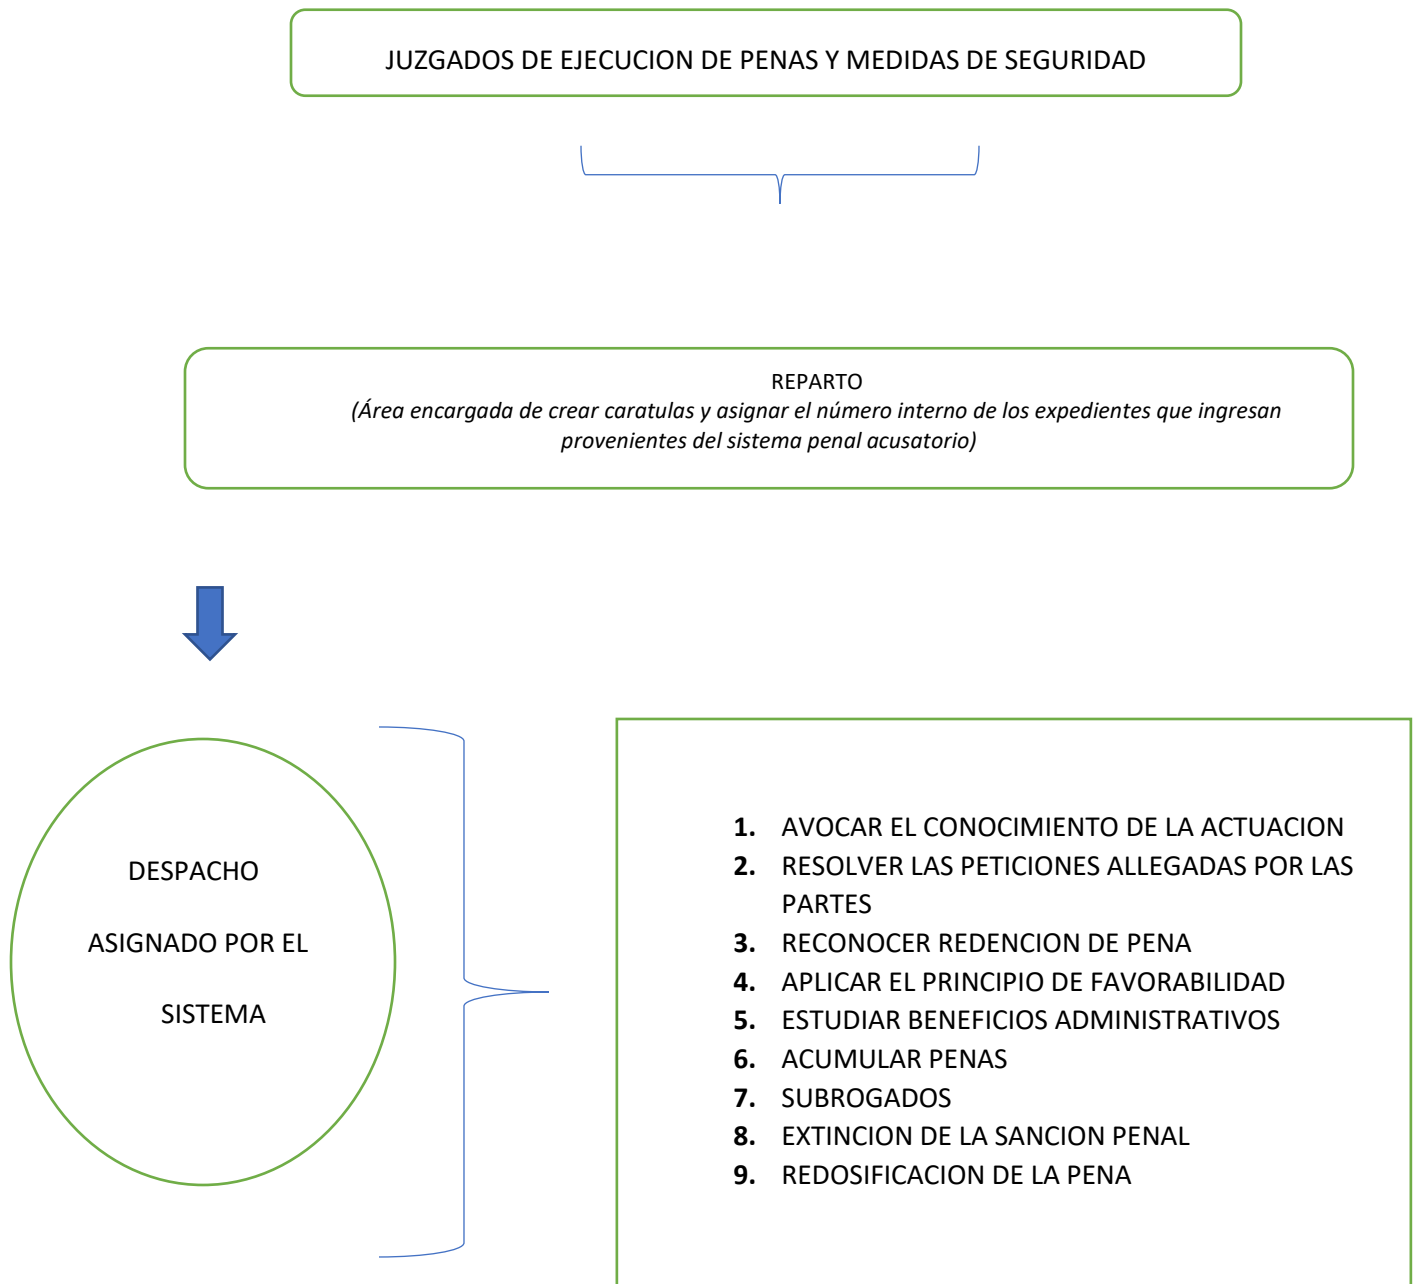 JUZGADOS DE EJECUCION DE PENAS Y MEDIDAS DE SEGURIDAD
REPARTO
(Área encargada de crear caratulas y asignar el número interno de los expedientes que ingresan
provenientes del sistema penal acusatorio)
DESPACHO
ASIGNADO POR EL
SISTEMA
1. AVOCAR EL CONOCIMIENTO DE LA ACTUACION
2. RESOLVER LAS PETICIONES ALLEGADAS POR LAS
PARTES
3. RECONOCER REDENCION DE PENA
4. APLICAR EL PRINCIPIO DE FAVORABILIDAD
5. ESTUDIAR BENEFICIOS ADMINISTRATIVOS
6. ACUMULAR PENAS
7. SUBROGADOS
8. EXTINCION DE LA SANCION PENAL
9. REDOSIFICACION DE LA PENA